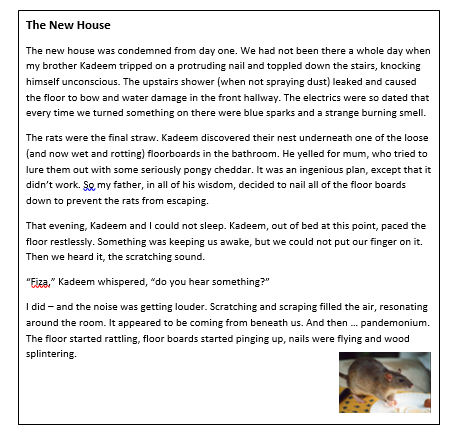 The New House
The new house was condemned from day one. We had not been there a whole day when
my brother Kadeem tripped on a protruding nail and toppled down the stairs, knocking
himself unconscious. The upstairs shower (when not spraying dust) leaked and caused
the floor to bow and water damage in the front hallway. The electrics were so dated that
every time we turned something on there were blue sparks and a strange burning smell.
The rats were the final straw. Kadeem discovered their nest underneath one of the loose
(and now wet and rotting) floorboards in the bathroom. He yelled for mum, who tried to
lure them out with some seriously pongy cheddar. It was an ingenious plan, except that it
didn’t work. So my father, in all of his wisdom, decided to nail all of the floor boards
down to prevent the rats from escaping.
That evening, Kadeem and I could not sleep. Kadeem, out of bed at this point, paced the
floor restlessly. Something was keeping us awake, but we could not put our finger on it.
Then we heard it, the scratching sound.
“Fiza,” Kadeem whispered, “do you hear something?”
I did – and the noise was getting louder. Scratching and scraping filled the air, resonating
around the room. It appeared to be coming from beneath us. And then … pandemonium.
The floor started rattling, floor boards started pinging up, nails were flying and wood
splintering.